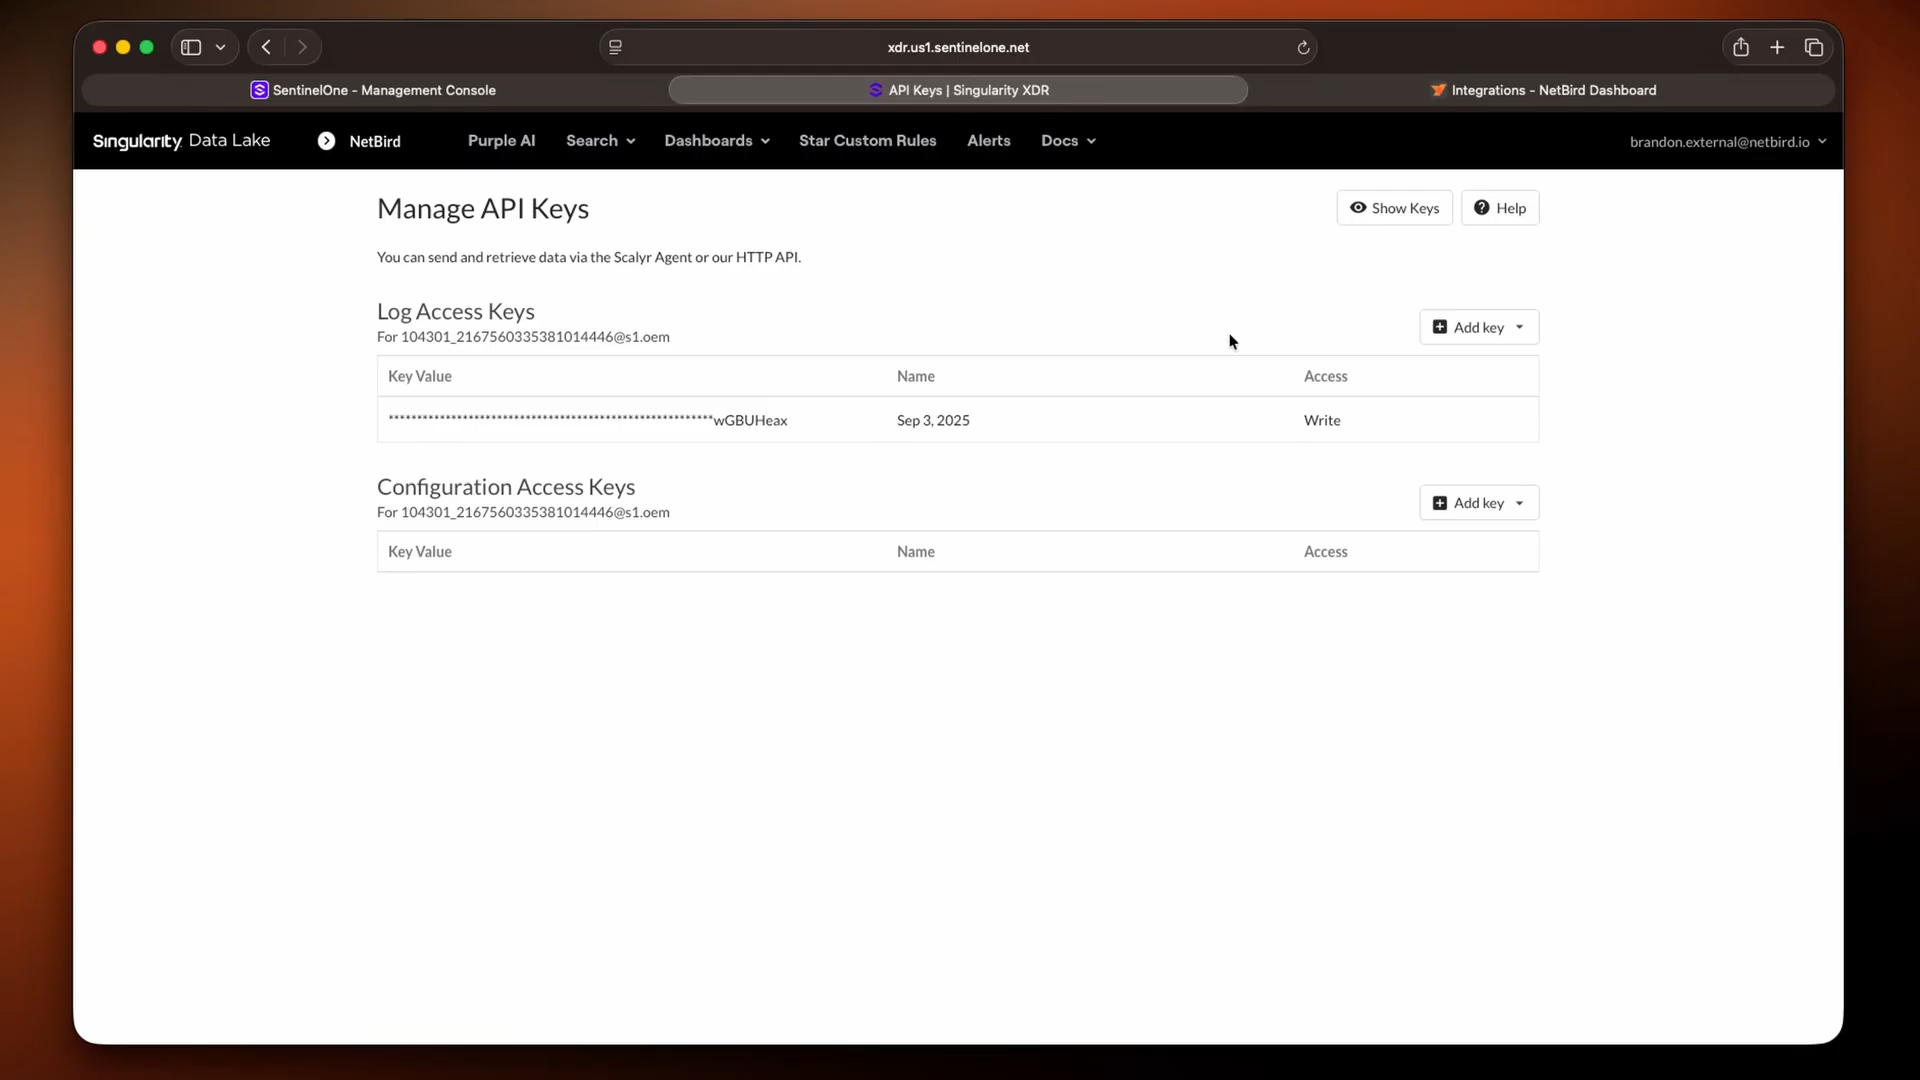 xdr.us1.sentinelone.net
SentinelOne - Management Console
API Keys | Singularity XDR
Integrations - NetBird Dashboard
Singularity Data Lake
NetBird
Purple AI
Search
Dashboards
Star Custom Rules
Alerts
Docs
brandon.external@netbird.io
Manage API Keys
Show Keys
Help
You can send and retrieve data via the Scalyr Agent or our HTTP API.
Log Access Keys
For 104301_2167560335381014446@s1.oem
Add key
Key Value Name Access
********************************************************wGBUHeax Sep 3, 2025 Write
Configuration Access Keys
For 104301_2167560335381014446@s1.oem
Add key
Key Value Name Access